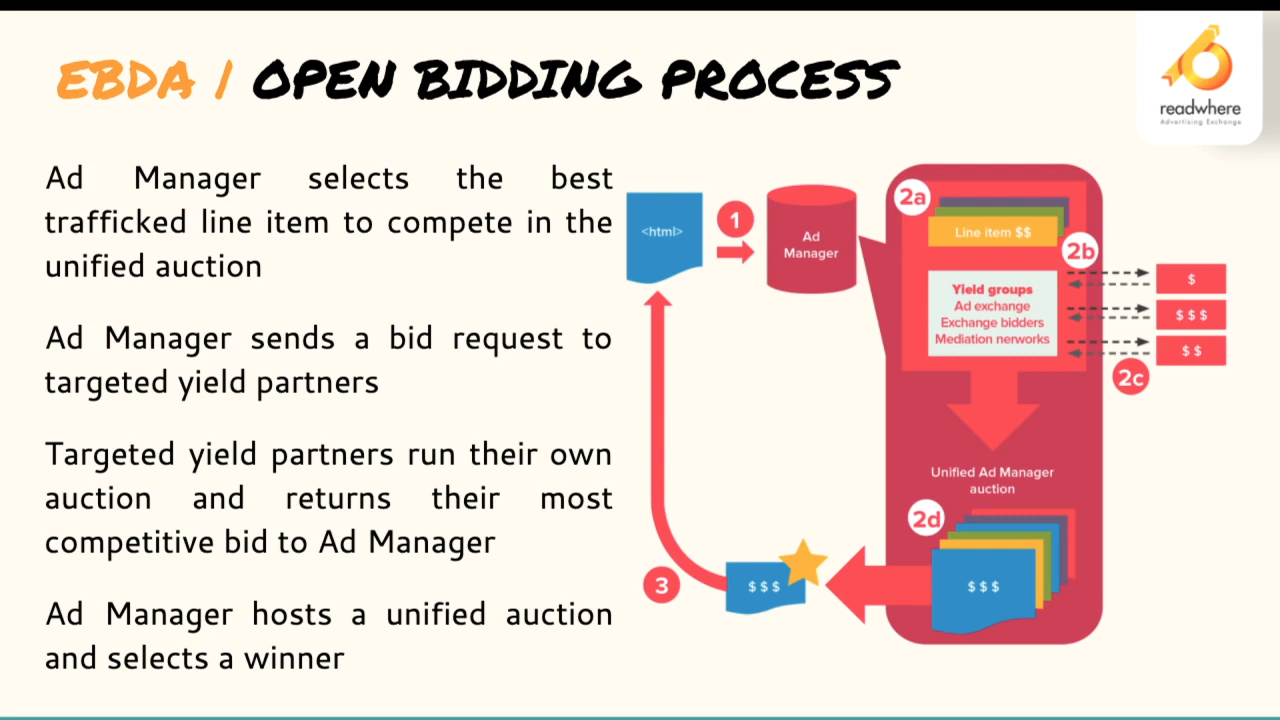 EBDA | OPEN BIDDING PROCESS
readwhere
Advertising Exchange
Ad Manager selects the best
trafficked line item to compete in the
unified auction
Ad Manager sends a bid request to
targeted yield partners
Targeted yield partners run their own
auction and returns their most
competitive bid to Ad Manager
Ad Manager hosts a unified auction
and selects a winner
<html>
1
Ad
Manager
2a
Line item $$
2b
Yield groups
Ad exchange
Exchange bidders
Mediation nerworks
$
$ $ $
$ $
2c
Unified Ad Manager
auction
2d
$ $ $
$ $ $
3